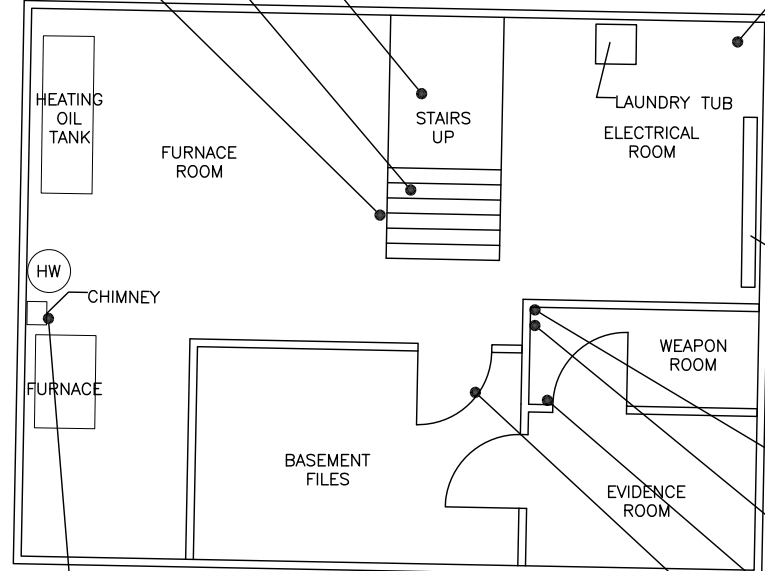 HEATING
OIL
TANK
FURNACE
ROOM
STAIRS
UP
LAUNDRY TUB
ELECTRICAL
ROOM
HW
CHIMNEY
FURNACE
WEAPON
ROOM
BASEMENT
FILES
EVIDENCE
ROOM